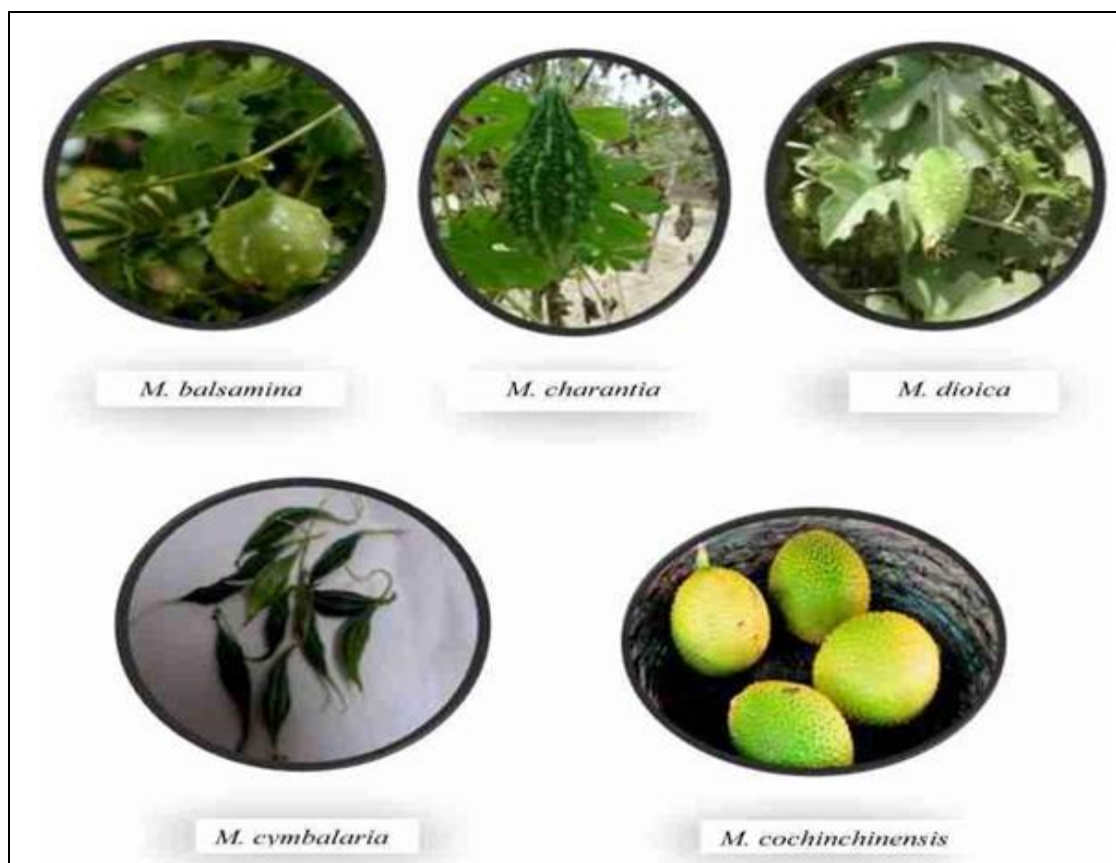 M. balsamina
M. charantia
M. dioica
M. cymbalaria
M. cochinchinensis